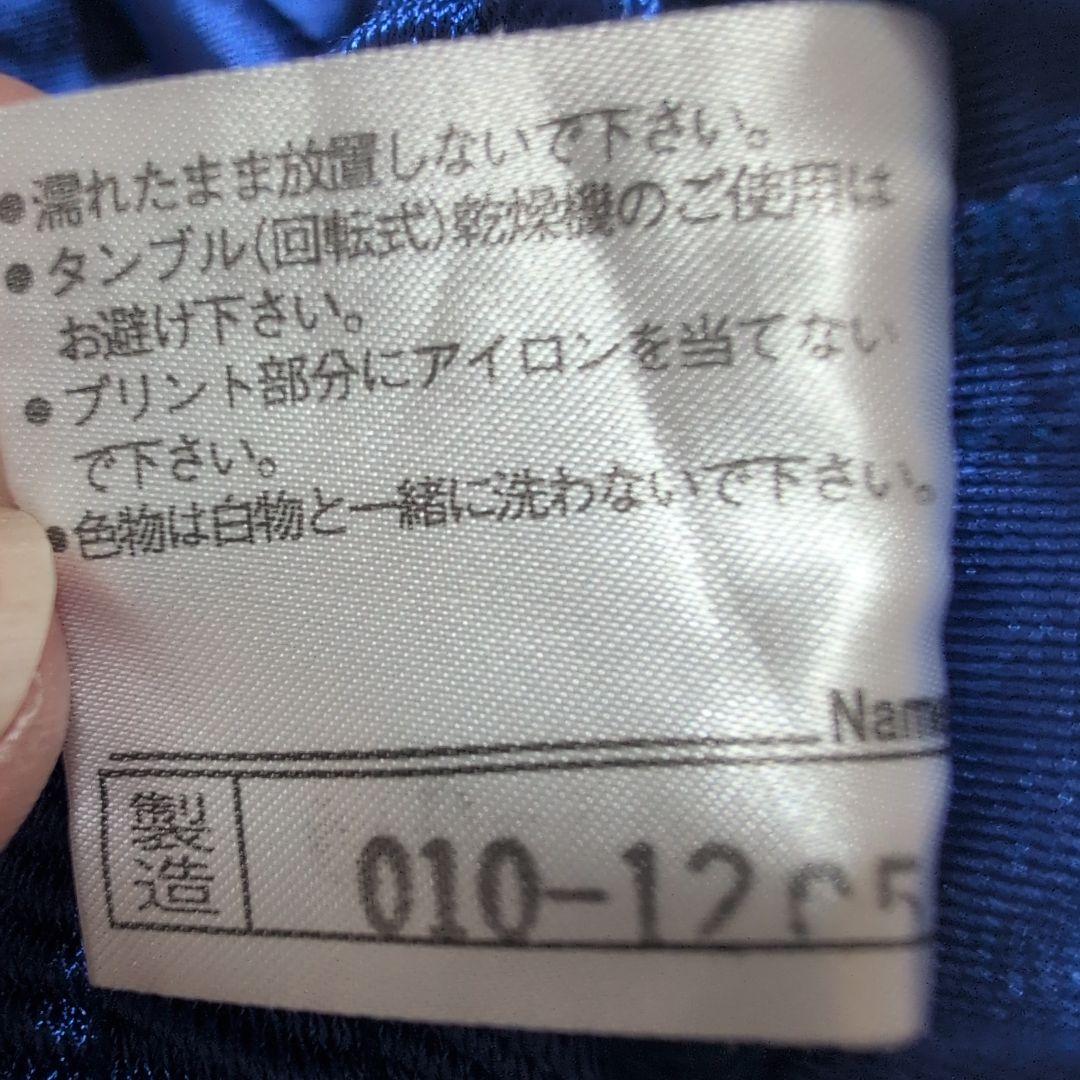 ●濡れたまま放置しないで下さい。
●タンブル(回転式)乾燥機のご使用は
お避け下さい。
●プリント部分にアイロンを当てない
で下さい。
●色物は白物と一緒に洗わないで下さい。
Name
製造